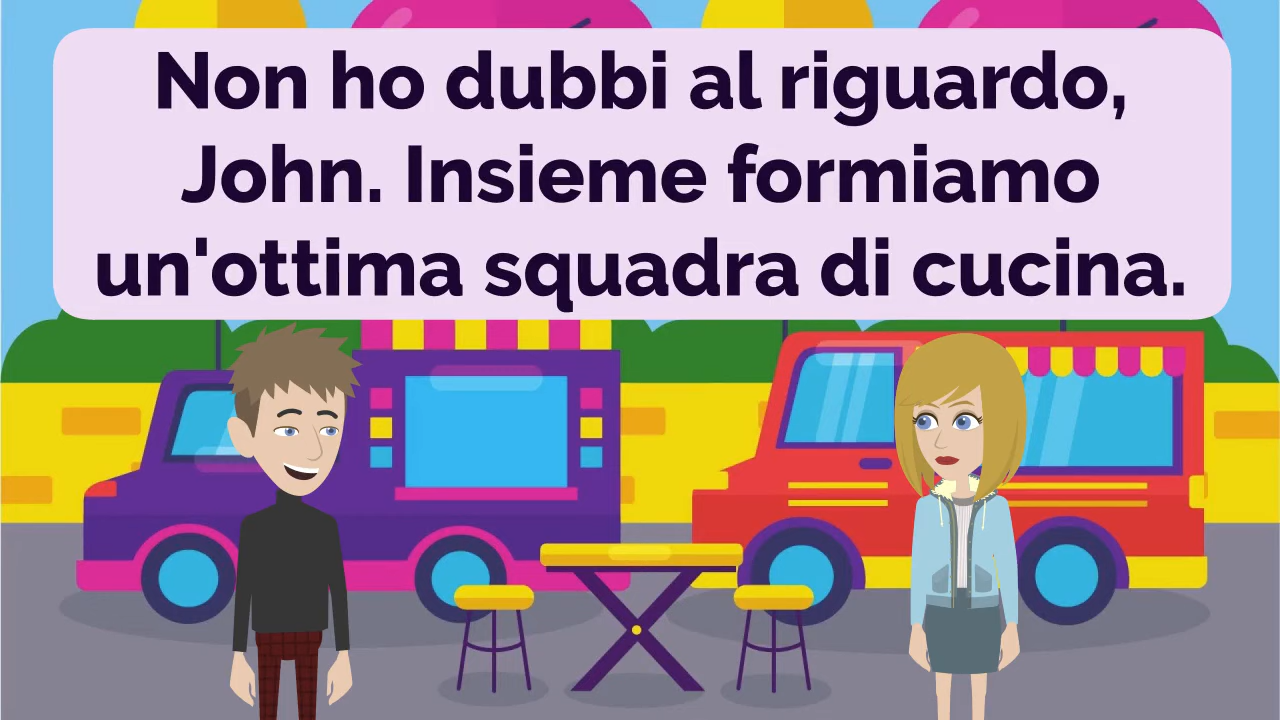 Non ho dubbi al riguardo,
John. Insieme formiamo
un'ottima squadra di cucina.